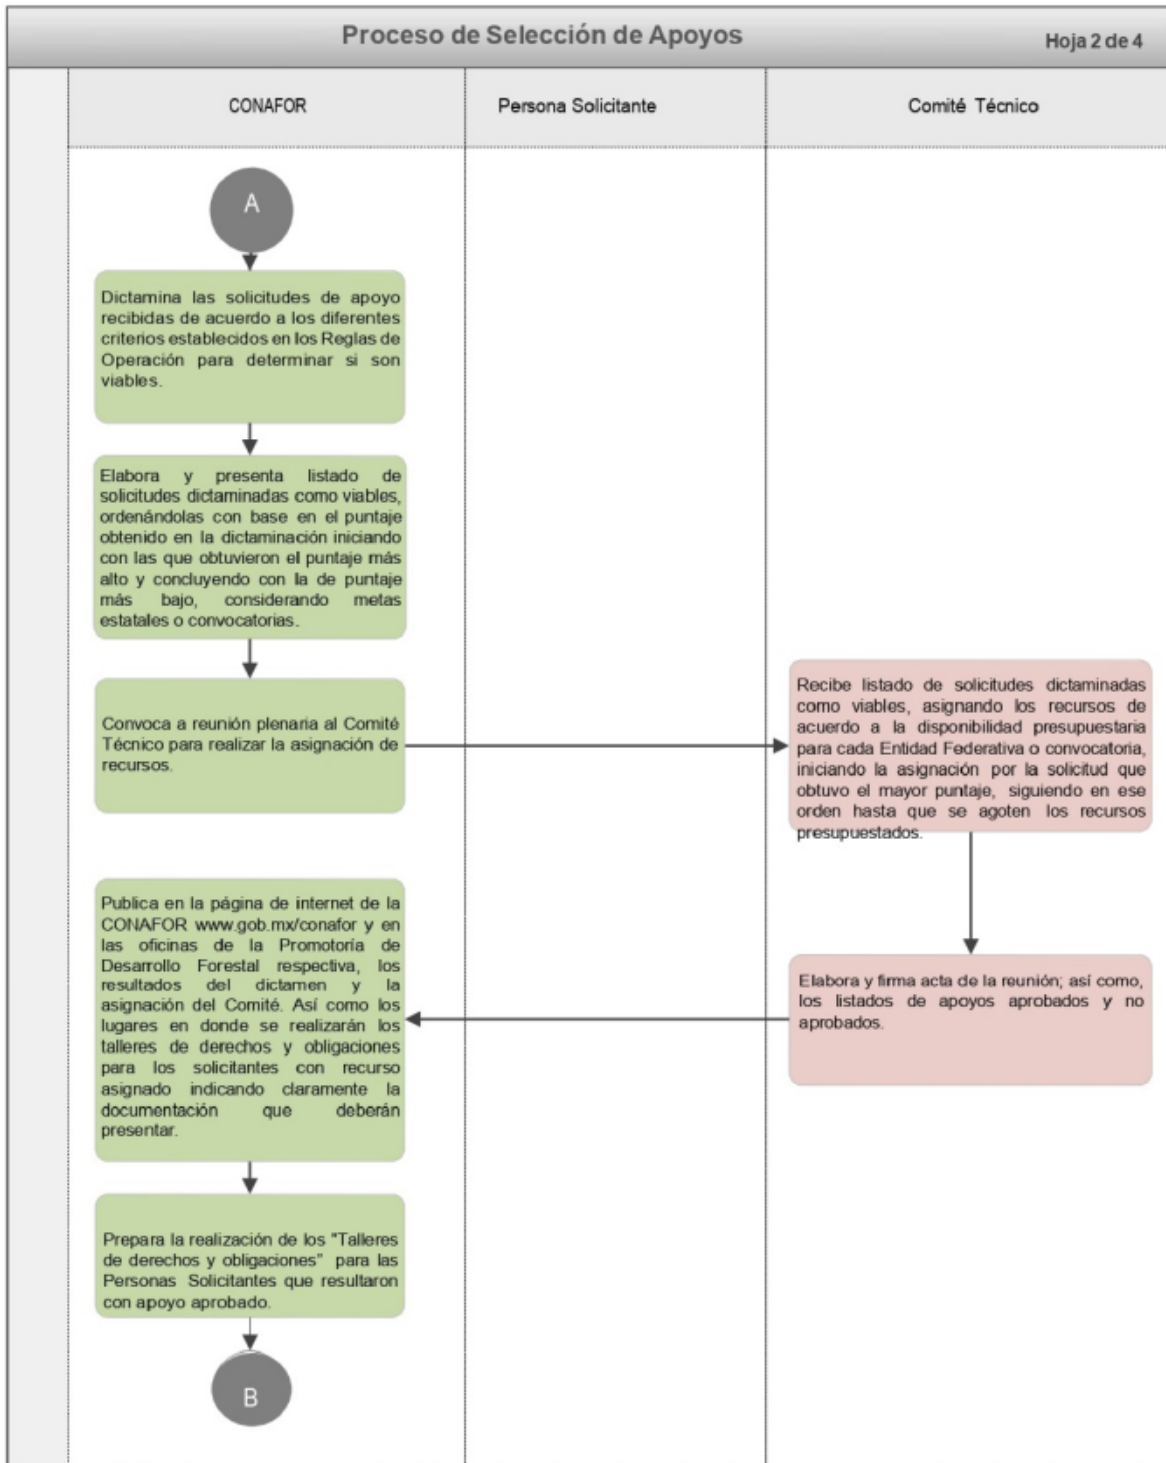 Proceso de Selección de Apoyos
Hoja 2 de 4
CONAFOR
Persona Solicitante
Comité Técnico
A
Dictamina las solicitudes de apoyo
recibidas de acuerdo a los diferentes
criterios establecidos en los Reglas de
Operación para determinar si son
viables.
Elabora y presenta listado de
solicitudes dictaminadas como viables,
ordenándolas con base en el puntaje
obtenido en la dictaminación iniciando
con las que obtuvieron el puntaje más
alto y concluyendo con la de puntaje
más bajo, considerando metas
estatales o convocatorias.
Convoca a reunión plenaria al Comité
Técnico para realizar la asignación de
recursos.
Recibe listado de solicitudes dictaminadas
como viables, asignando los recursos de
acuerdo a la disponibilidad presupuestaria
para cada Entidad Federativa o convocatoria,
iniciando la asignación por la solicitud que
obtuvo el mayor puntaje, siguiendo en ese
orden hasta que se agoten los recursos
presupuestados.
Elabora y firma acta de la reunión; así como,
los listados de apoyos aprobados y no
aprobados.
Publica en la página de internet de la
CONAFOR www.gob.mx/conafor y en
las oficinas de la Promotoría de
Desarrollo Forestal respectiva, los
resultados del dictamen y la
asignación del Comité. Así como los
lugares en donde se realizarán los
talleres de derechos y obligaciones
para los solicitantes con recurso
asignado indicando claramente la
documentación que deberán
presentar.
Prepara la realización de los "Talleres
de derechos y obligaciones" para las
Personas Solicitantes que resultaron
con apoyo aprobado.
B